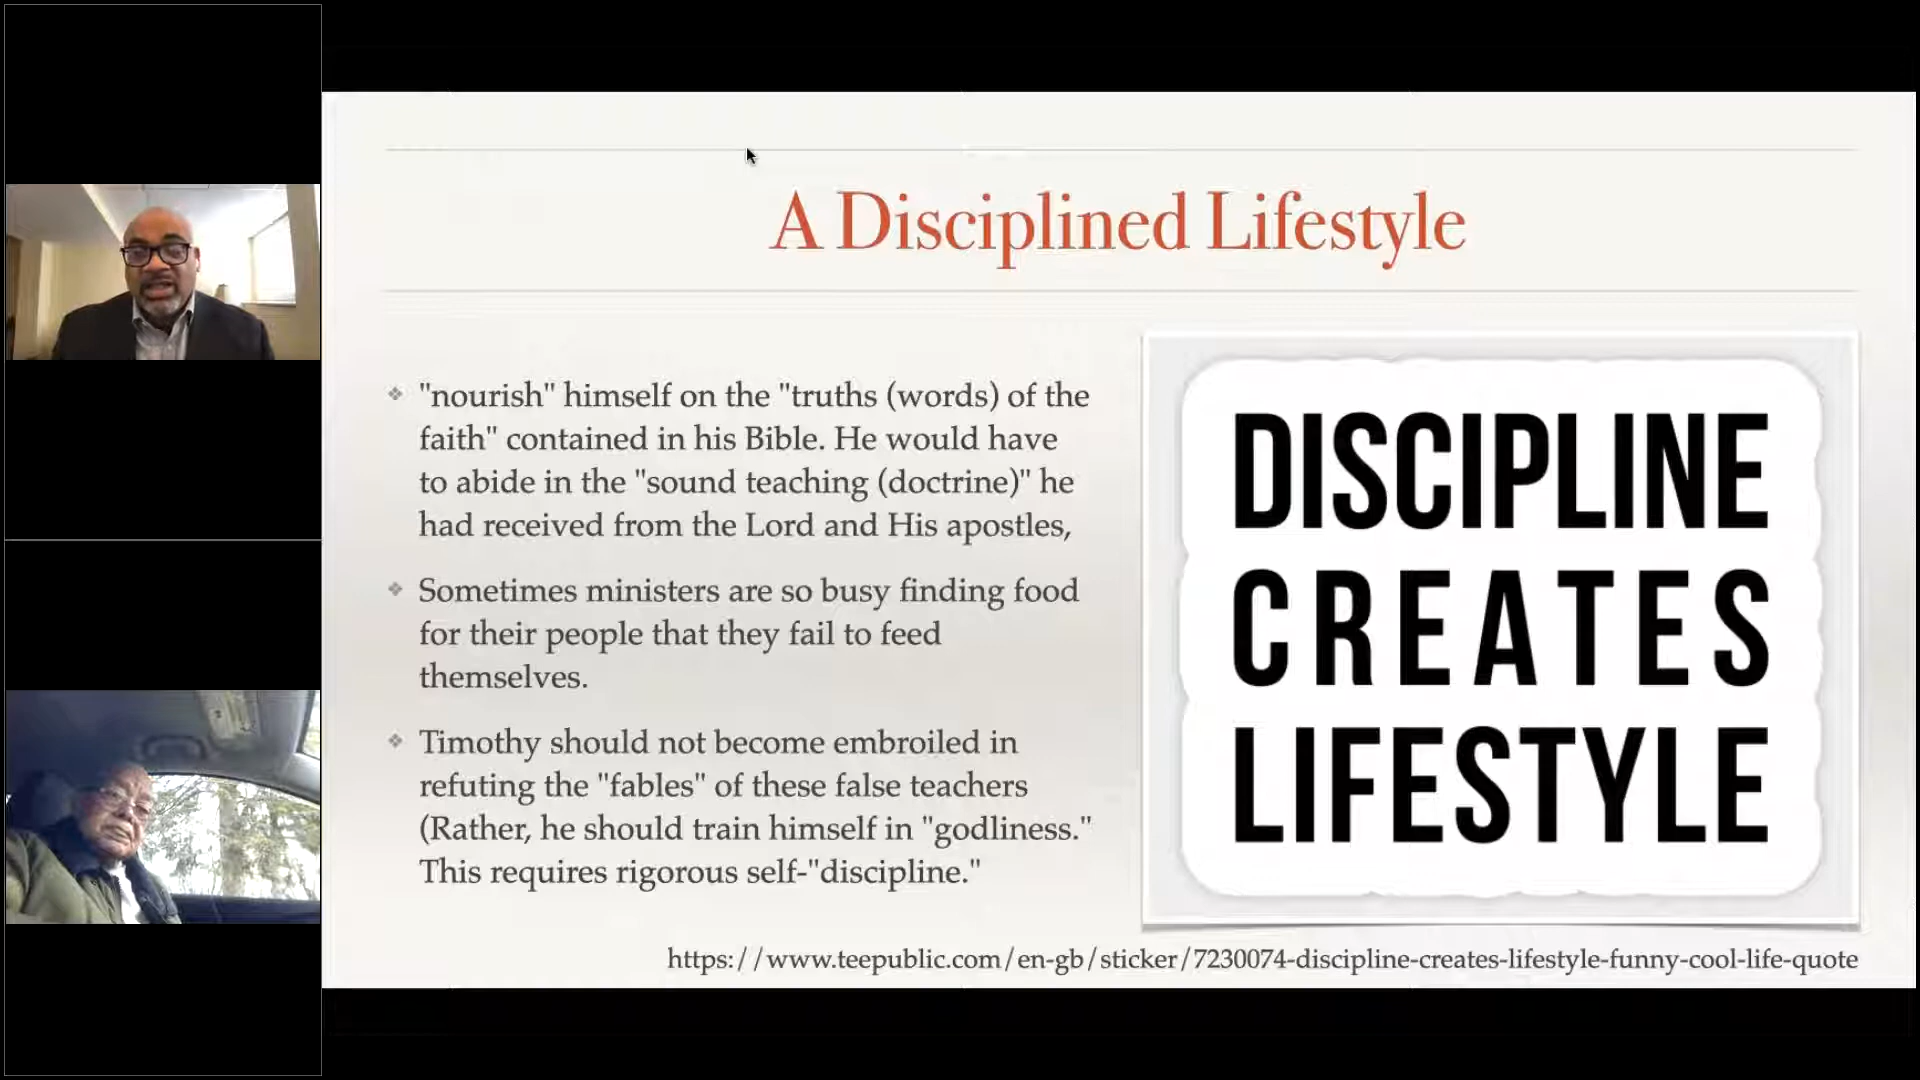 A Disciplined Lifestyle
"nourish" himself on the "truths (words) of the
faith" contained in his Bible. He would have
to abide in the "sound teaching (doctrine)" he
had received from the Lord and His apostles,
Sometimes ministers are so busy finding food
for their people that they fail to feed
themselves.
Timothy should not become embroiled in
refuting the "fables" of these false teachers
(Rather, he should train himself in "godliness."
This requires rigorous self-"discipline."
DISCIPLINE
CREATES
LIFESTYLE
https://www.teepublic.com/en-gb/sticker/7230074-discipline-creates-lifestyle-funny-cool-life-quote